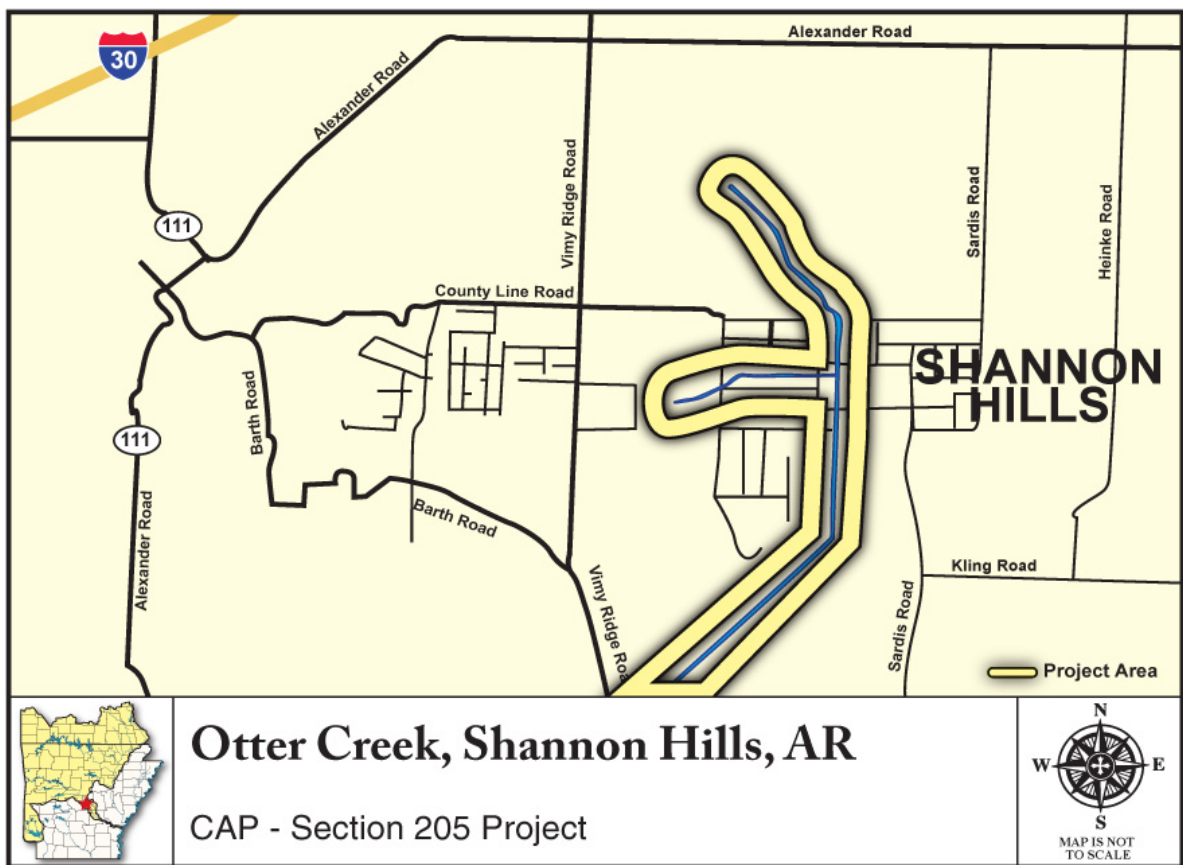 30
Alexander Road
Alexander Road
Vimy Ridge Road
Sardis Road
Heinke Road
111
County Line Road
SHANNON
HILLS
Barth Road
111
Barth Road
Alexander Road
Vimy Ridge Roa
Kling Road
Sardis Road
Project Area
Otter Creek, Shannon Hills, AR
CAP - Section 205 Project
N
W
E
S
MAP IS NOT
TO SCALE